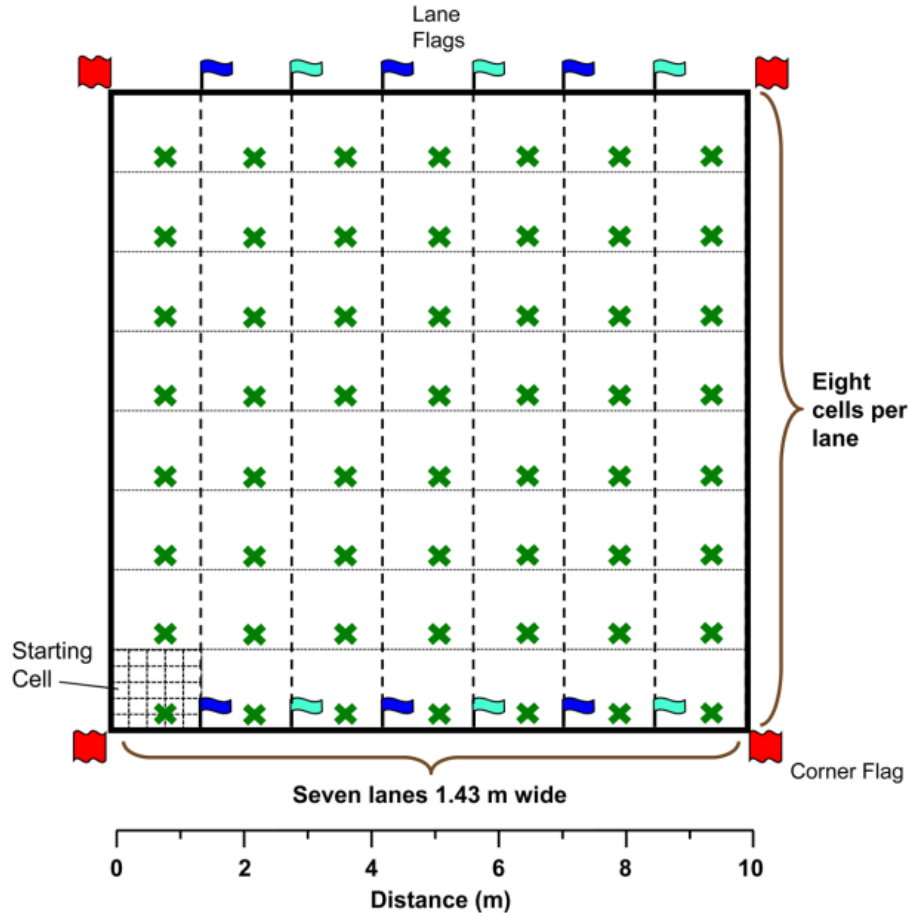 Lane
Flags
Eight
cells per
lane
Starting
Cell
Corner Flag
Seven lanes 1.43 m wide
0 2 4 6 8 10
Distance (m)